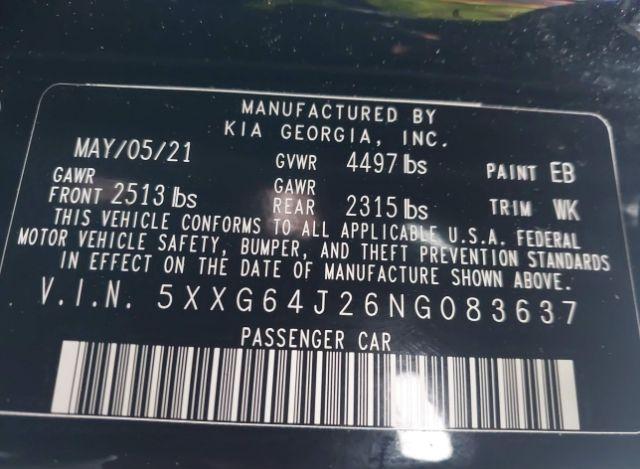 MANUFACTURED BY
KIA GEORGIA, INC.
MAY/05/21 GVWR 4497 lbs PAINT EB
GAWR FRONT 2513 lbs GAWR REAR 2315 lbs TRIM WK
THIS VEHICLE CONFORMS TO ALL APPLICABLE U.S.A. FEDERAL
MOTOR VEHICLE SAFETY, BUMPER, AND THEFT PREVENTION STANDARDS
IN EFFECT ON THE DATE OF MANUFACTURE SHOWN ABOVE.
V.I.N. 5XXG64J26NG083637
PASSENGER CAR